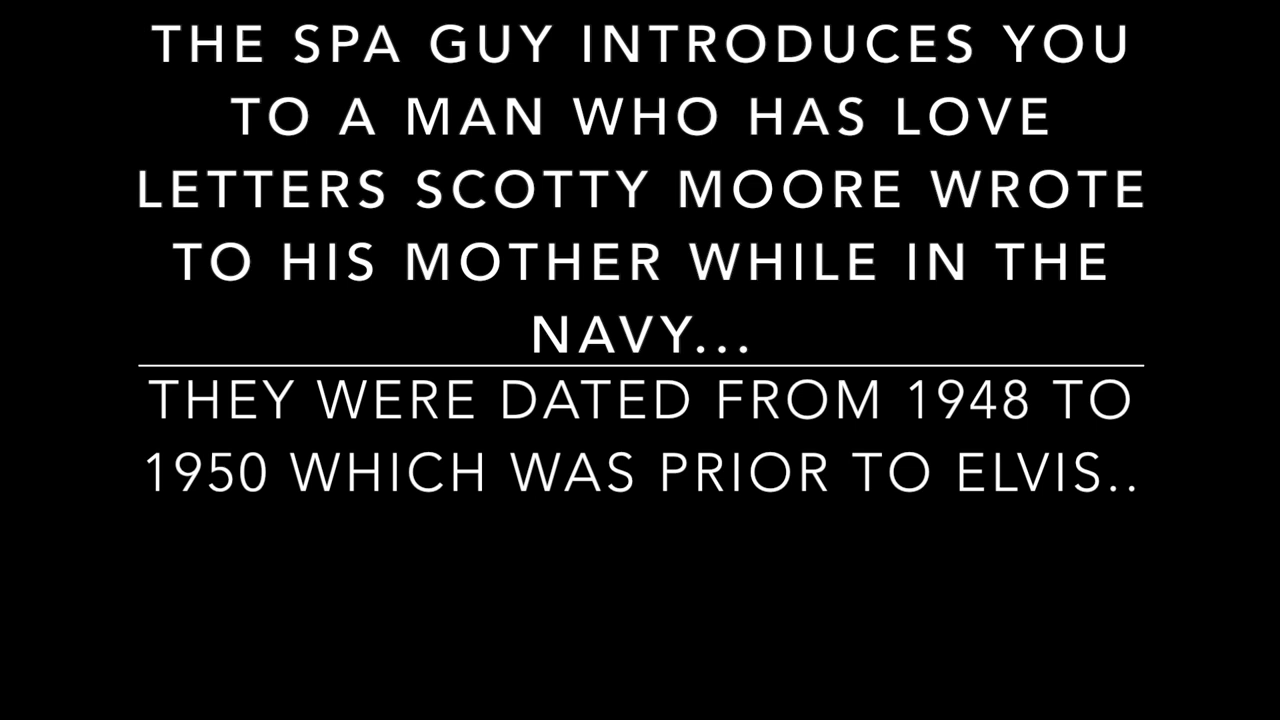 THE SPA GUY INTRODUCES YOU
TO A MAN WHO HAS LOVE
LETTERS SCOTTY MOORE WROTE
TO HIS MOTHER WHILE IN THE
NAVY...
THEY WERE DATED FROM 1948 TO
1950 WHICH WAS PRIOR TO ELVIS..